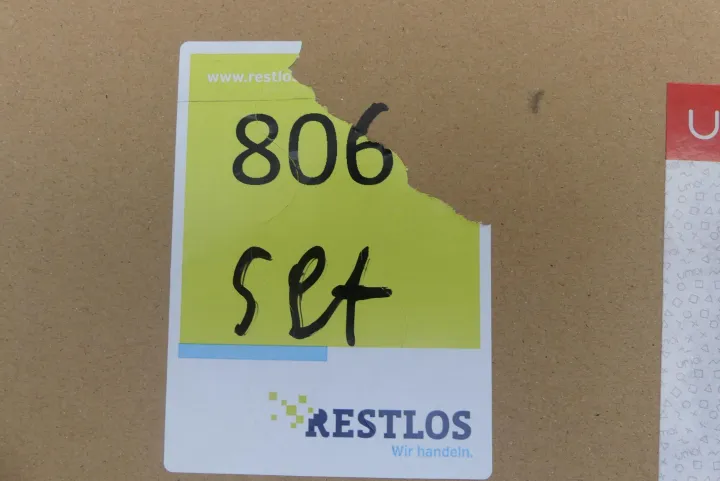 www.restlo
806
set
RESTLOS
Wir handeln.
U